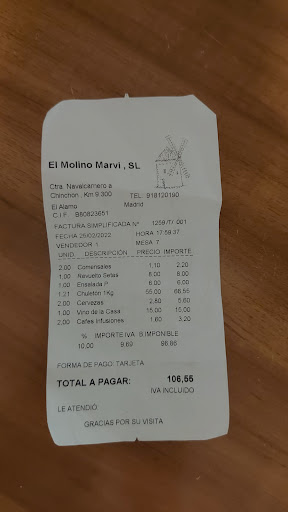 El Molino Marvi , SL
Ctra. Navalcarnero a
Chinchón , Km 9.300 TEL: 918120190
El Alamo Madrid
C.I.F. B80823651
FACTURA SIMPLIFICADA Nº 1259 /T/ .001
FECHA 25/02/2022 HORA 17:59:37
VENDEDOR 1 MESA 7
UNID. DESCRIPCIÓN PRECIO IMPORTE
2,00 Comensales 1,10 2,20
1,00 Revuelto Setas 8,00 8,00
1,00 Ensalada P. 6,00 6,00
1,21 Chuleton 1Kg 55,00 66,55
2,00 Cervezas 2,80 5,60
1,00 Vino de la Casa 15,00 15,00
2,00 Cafes Infusiones 1,60 3,20
% IMPORTE IVA B.IMPONIBLE
10,00 9,69 96,86
FORMA DE PAGO: TARJETA
TOTAL A PAGAR: 106,55
IVA INCLUIDO
LE ATENDIÓ
GRACIAS POR SU VISITA